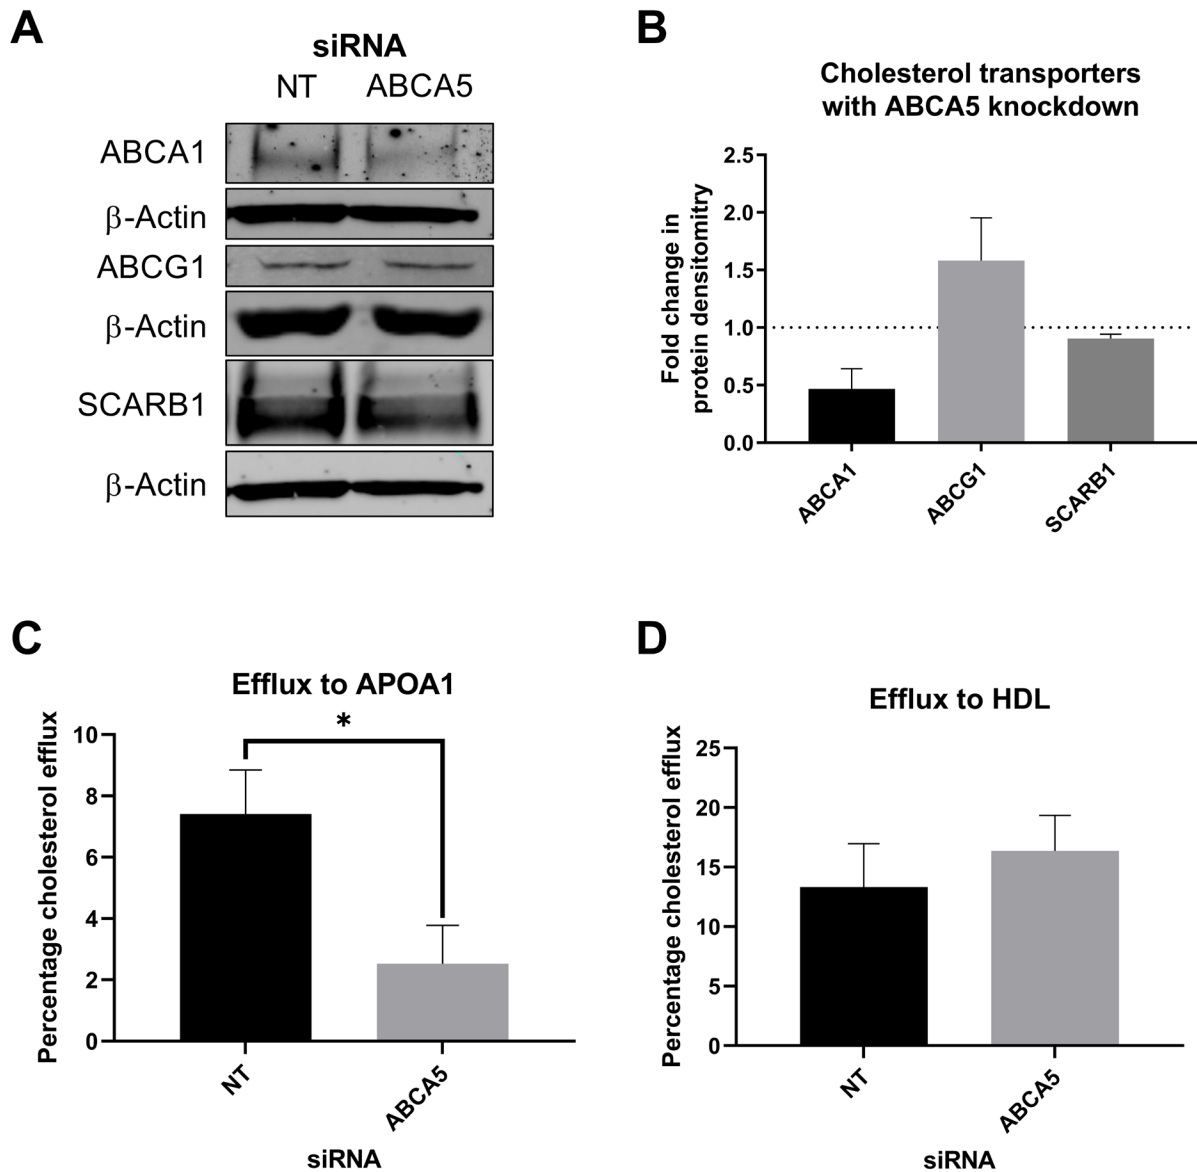 A
siRNA
NT ABCA5
ABCA1
β-Actin
ABCG1
β-Actin
SCARB1
β-Actin
B
Cholesterol transporters
with ABCA5 knockdown
Fold change in
protein densitomitry
2.5
2.0
1.5
1.0
0.5
0.0
ABCA1
ABCG1
SCARB1
C
Efflux to APOA1
*
Percentage cholesterol efflux
10
8
6
4
2
0
NT
ABCA5
siRNA
D
Efflux to HDL
Percentage cholesterol efflux
25
20
15
10
5
0
NT
ABCA5
siRNA